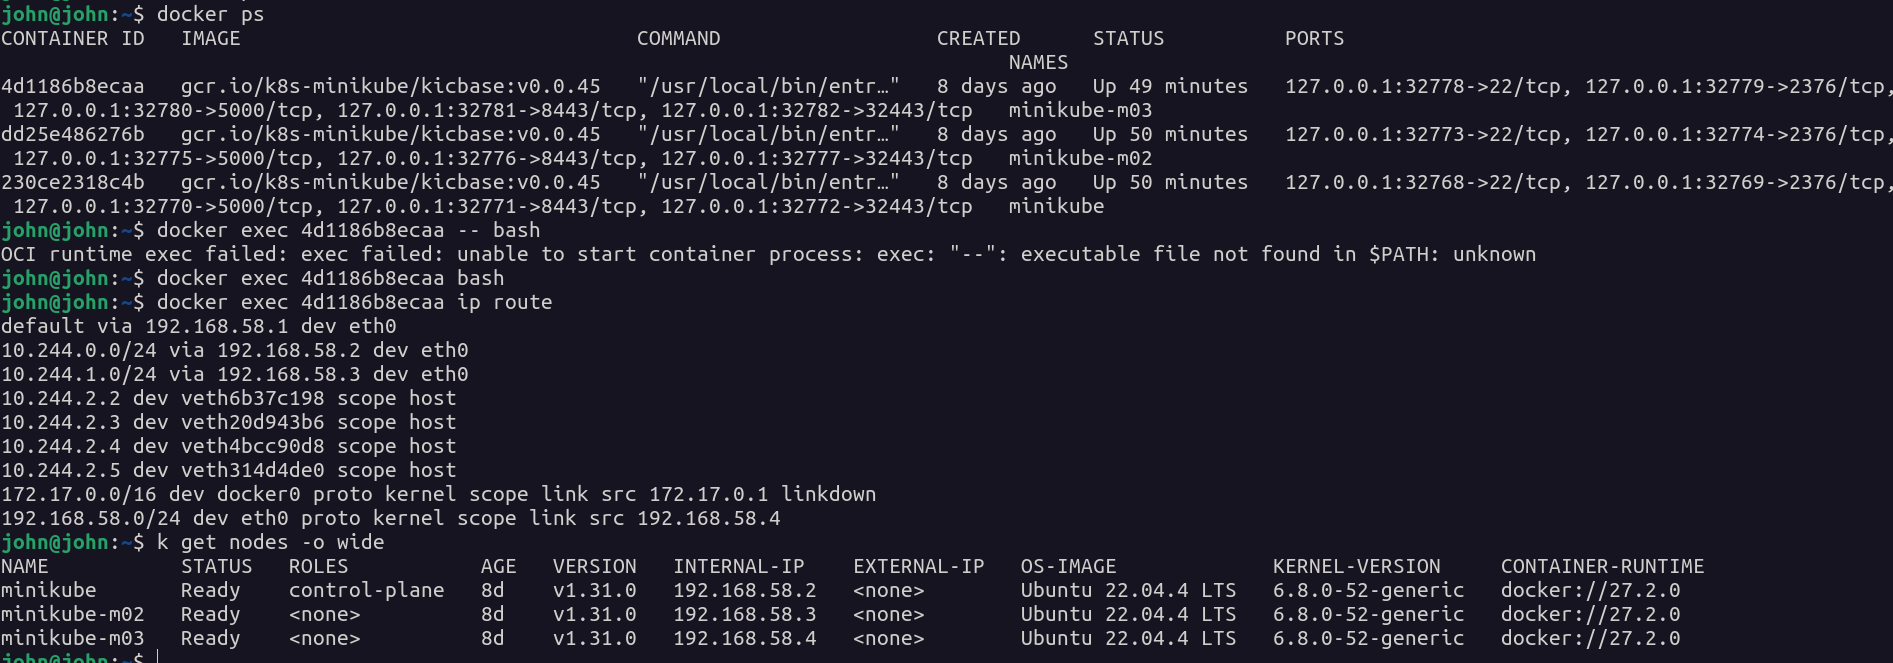 john@john:~$ docker ps
CONTAINER ID   IMAGE                                 COMMAND                  CREATED      STATUS          PORTS
                                                                                    NAMES
4d1186b8ecaa   gcr.io/k8s-minikube/kicbase:v0.0.45   "/usr/local/bin/entr…"   8 days ago   Up 49 minutes   127.0.0.1:32778->22/tcp, 127.0.0.1:32779->2376/tcp,
 127.0.0.1:32780->5000/tcp, 127.0.0.1:32781->8443/tcp, 127.0.0.1:32782->32443/tcp   minikube-m03
dd25e486276b   gcr.io/k8s-minikube/kicbase:v0.0.45   "/usr/local/bin/entr…"   8 days ago   Up 50 minutes   127.0.0.1:32773->22/tcp, 127.0.0.1:32774->2376/tcp,
 127.0.0.1:32775->5000/tcp, 127.0.0.1:32776->8443/tcp, 127.0.0.1:32777->32443/tcp   minikube-m02
230ce2318c4b   gcr.io/k8s-minikube/kicbase:v0.0.45   "/usr/local/bin/entr…"   8 days ago   Up 50 minutes   127.0.0.1:32768->22/tcp, 127.0.0.1:32769->2376/tcp,
 127.0.0.1:32770->5000/tcp, 127.0.0.1:32771->8443/tcp, 127.0.0.1:32772->32443/tcp   minikube
john@john:~$ docker exec 4d1186b8ecaa -- bash
OCI runtime exec failed: exec failed: unable to start container process: exec: "--": executable file not found in $PATH: unknown
john@john:~$ docker exec 4d1186b8ecaa bash
john@john:~$ docker exec 4d1186b8ecaa ip route
default via 192.168.58.1 dev eth0
10.244.0.0/24 via 192.168.58.2 dev eth0
10.244.1.0/24 via 192.168.58.3 dev eth0
10.244.2.2 dev veth6b37c198 scope host
10.244.2.3 dev veth20d943b6 scope host
10.244.2.4 dev veth4bcc90d8 scope host
10.244.2.5 dev veth314d4de0 scope host
172.17.0.0/16 dev docker0 proto kernel scope link src 172.17.0.1 linkdown
192.168.58.0/24 dev eth0 proto kernel scope link src 192.168.58.4
john@john:~$ k get nodes -o wide
NAME           STATUS   ROLES           AGE   VERSION   INTERNAL-IP    EXTERNAL-IP   OS-IMAGE             KERNEL-VERSION     CONTAINER-RUNTIME
minikube       Ready    control-plane   8d    v1.31.0   192.168.58.2   <none>        Ubuntu 22.04.4 LTS   6.8.0-52-generic   docker://27.2.0
minikube-m02   Ready    <none>          8d    v1.31.0   192.168.58.3   <none>        Ubuntu 22.04.4 LTS   6.8.0-52-generic   docker://27.2.0
minikube-m03   Ready    <none>          8d    v1.31.0   192.168.58.4   <none>        Ubuntu 22.04.4 LTS   6.8.0-52-generic   docker://27.2.0
john@john:~$